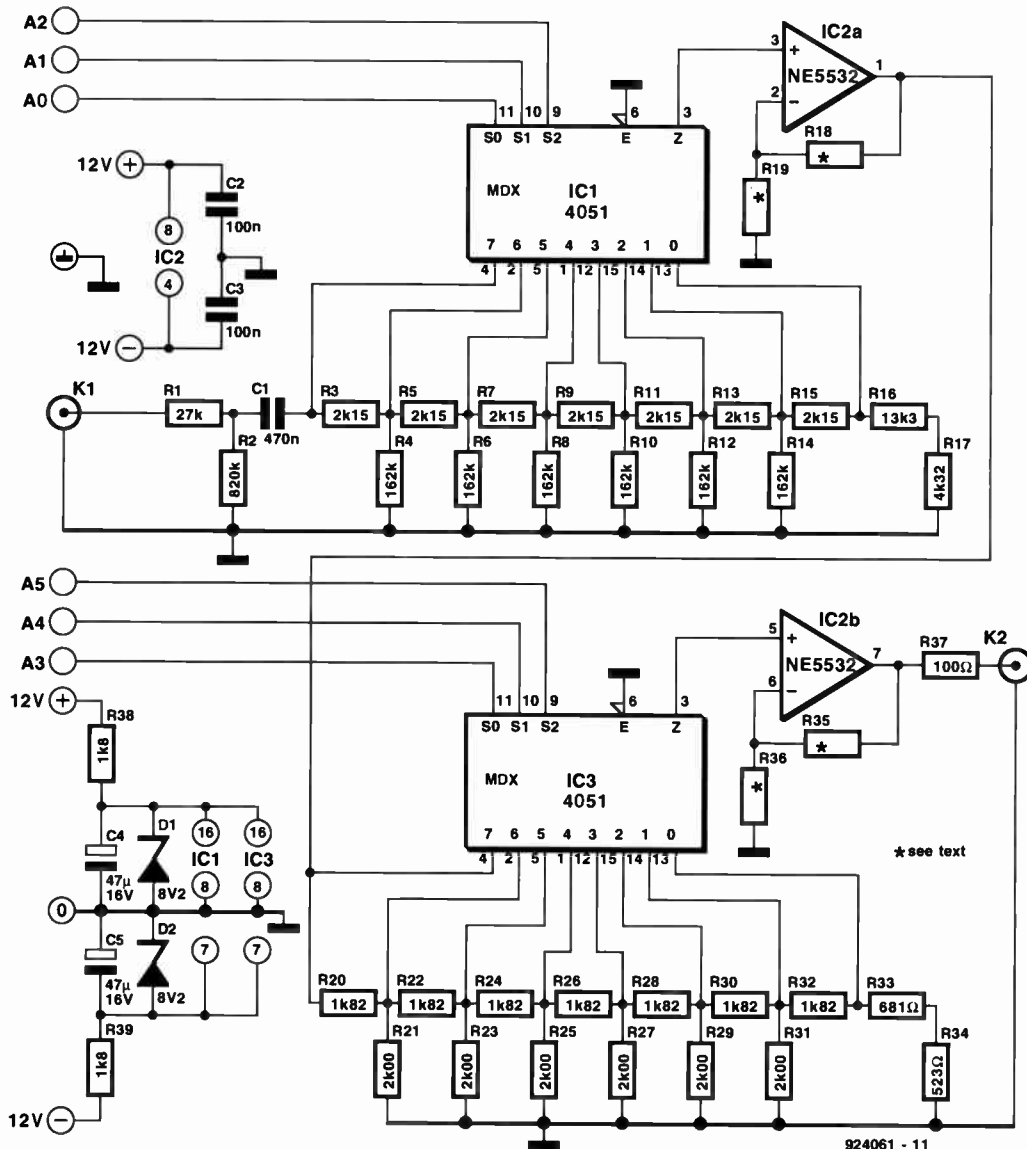 A2
A1
A0
11 10 9
S0 S1 S2
6
E
3
Z
MDX
IC1
4051
7 6 5 4 3 2 1 0
4 2 5 1 12 15 14 13
IC2a
NE5532
3
+
2
−
1
R18
*
R19
*
12V +
C2
100n
8
IC2
4
C3
100n
12V −
K1
R1
27k
R2
820k
C1
470n
R3
2k15
R5
2k15
R7
2k15
R9
2k15
R11
2k15
R13
2k15
R15
2k15
R16
13k3
R4
162k
R6
162k
R8
162k
R10
162k
R12
162k
R14
162k
R17
4k32
A5
A4
A3
11 10 9
S0 S1 S2
6
E
3
Z
MDX
IC3
4051
7 6 5 4 3 2 1 0
4 2 5 1 12 15 14 13
IC2b
NE5532
5
+
6
−
7
R37
100Ω
K2
R35
*
R36
*
* see text
12V +
R38
1k8
C4
47µ
16V
D1
8V2
16
IC1
8
16
IC3
8
0
C5
47µ
16V
D2
8V2
7
7
R39
1k8
12V −
R20
1k82
R22
1k82
R24
1k82
R26
1k82
R28
1k82
R30
1k82
R32
1k82
R33
681Ω
R21
2k00
R23
2k00
R25
2k00
R27
2k00
R29
2k00
R31
2k00
R34
523Ω
924061 - 11